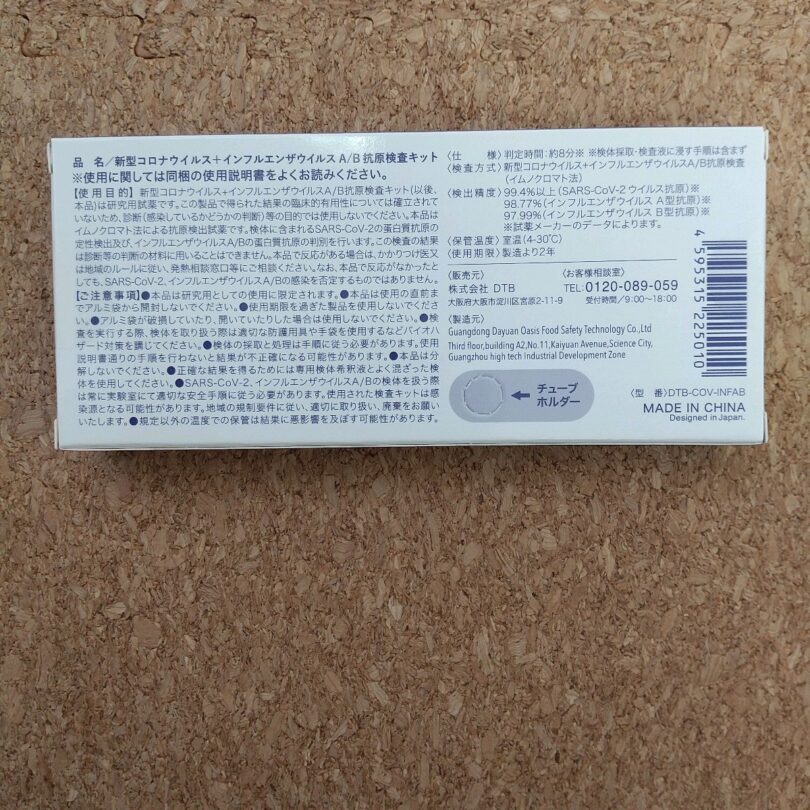 品　名／新型コロナウイルス＋インフルエンザウイルス A/B 抗原検査キット
※使用に関しては同梱の使用説明書をよくお読みください。
【使用目的】新型コロナウイルス＋インフルエンザウイルスA/B抗原検査キット(以後、
本品)は研究用試薬です。この製品で得られた結果の臨床的有用性については確立されて
いないため、診断(感染しているかどうかの判断)等の目的では使用しないでください。本品は
イムノクロマト法による抗原検出試薬です。検体に含まれるSARS-CoV-2の蛋白質抗原の
定性検出及び、インフルエンザウイルスA/Bの蛋白質抗原の判別を行います。この検査の結果
は診断等の判断の材料に用いることはできません。本品で反応がある場合は、かかりつけ医又
は地域のルールに従い、発熱相談窓口等にご相談ください。なお、本品で反応がなかったと
しても、SARS-CoV-2、インフルエンザウイルスA/Bの感染を否定するものではありません。
【ご注意事項】●本品は研究用としての使用に限定されます。●本品は使用の直前ま
でアルミ袋から開封しないでください。●使用期限を過ぎた製品を使用しないでくださ
い。●アルミ袋が破損していたり、開いていたりした場合は使用しないでください。●検
査を実行する際、検体を取り扱う際は適切な防護用具や手袋を使用するなどバイオハ
ザード対策を講じてください。●検体の採取と処理は手順に従う必要があります。使用
説明書通りの手順を行わないと結果が不正確になる可能性があります。●本品は分
解しないでください。●正確な結果を得るためには専用検体希釈液とよく混ざった検
体を使用してください。●SARS-CoV-2、インフルエンザウイルスA/Bの検体を扱う際
は常に実験室にて適切な安全手順に従う必要があります。使用された検査キットは感
染源となる可能性があります。地域の規制要件に従い、適切に取り扱い、廃棄をお願い
いたします。●規定以外の温度での保管は結果に悪影響を及ぼす可能性があります。
〈仕　様〉判定時間：約8分※ ※検体採取・検査液に浸す手順は含まず
〈検査方式〉新型コロナウイルス＋インフルエンザウイルスA/B抗原検査
(イムノクロマト法)
〈検出精度〉99.4%以上(SARS-CoV-2 ウイルス抗原)※
98.77%(インフルエンザウイルス A型抗原)※
97.99%(インフルエンザウイルス B型抗原)※
※試薬メーカーのデータによります。
〈保管温度〉室温(4-30℃)
〈使用期限〉製造より2年
〈販売元〉　〈お客様相談室〉
株式会社 DTB　TEL：0120-089-059
大阪府大阪市淀川区宮原2-11-9　受付時間／9:00〜18:00
〈製造元〉
Guangdong Dayuan Oasis Food Safety Technology Co.,Ltd
Third floor,building A2,No.11,Kaiyuan Avenue,Science City,
Guangzhou high tech Industrial Development Zone
チューブ
ホルダー
4 595315 225010
〈型　番〉DTB-COV-INFAB
MADE IN CHINA
Designed in Japan.